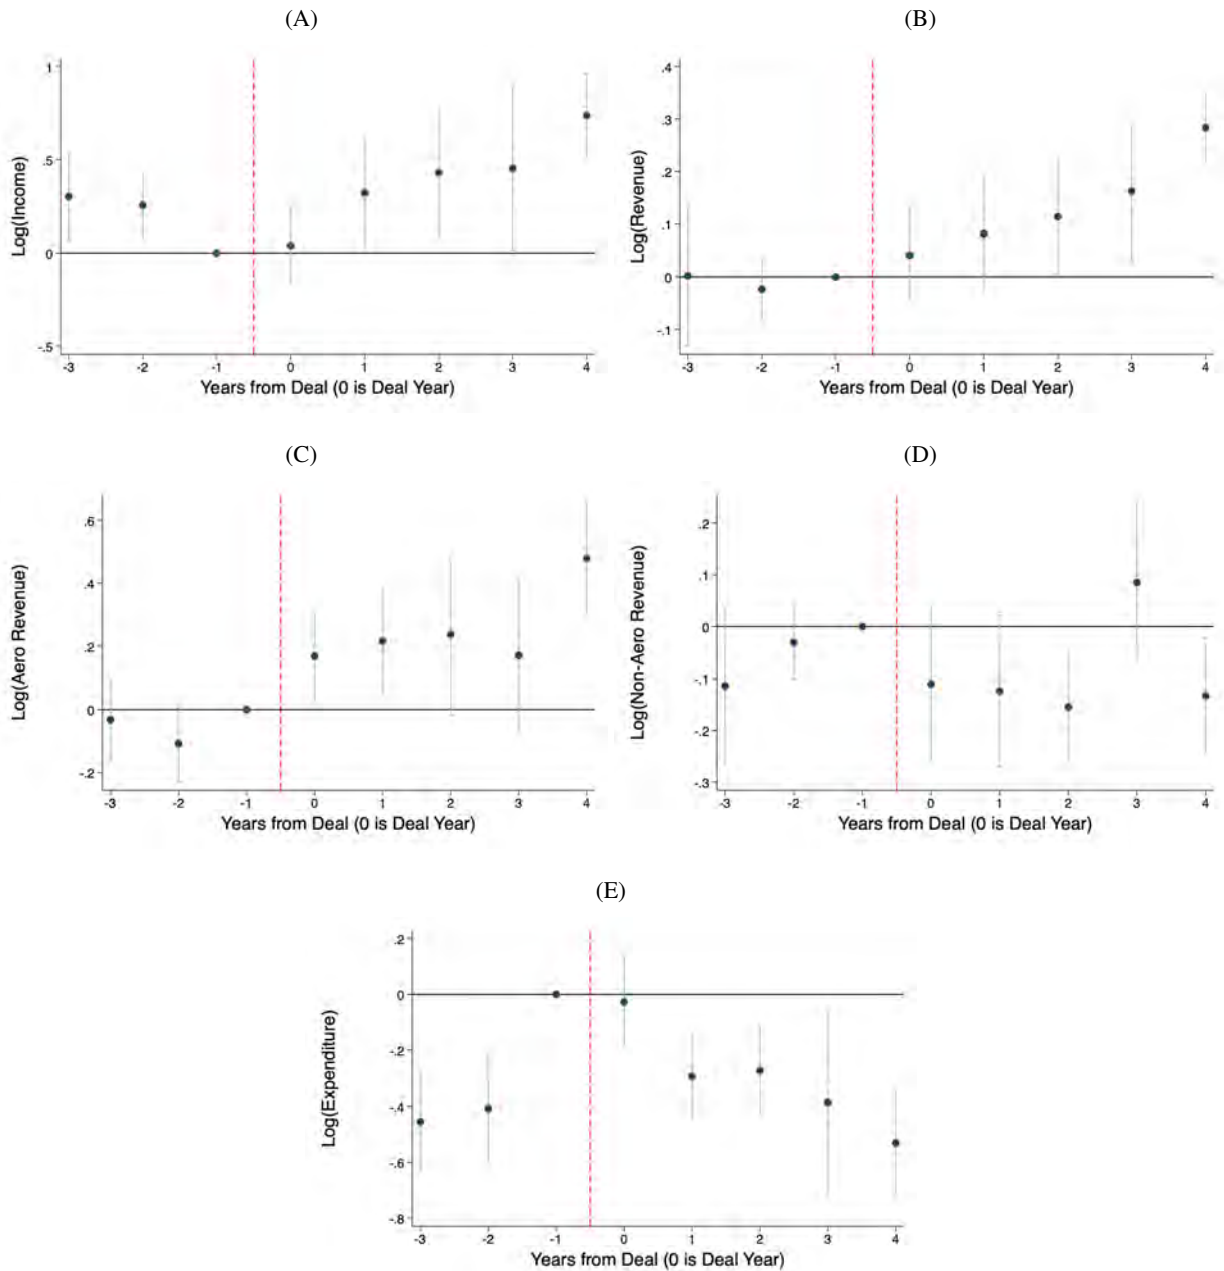 (A)
1
.5
0
-.5
Log(Income)
-3 -2 -1 0 1 2 3 4
Years from Deal (0 is Deal Year)
(B)
.4
.3
.2
.1
0
-.1
Log(Revenue)
-3 -2 -1 0 1 2 3 4
Years from Deal (0 is Deal Year)
(C)
.6
.4
.2
0
-.2
Log(Aero Revenue)
-3 -2 -1 0 1 2 3 4
Years from Deal (0 is Deal Year)
(D)
.2
.1
0
-.1
-.2
-.3
Log(Non-Aero Revenue)
-3 -2 -1 0 1 2 3 4
Years from Deal (0 is Deal Year)
(E)
.2
0
-.2
-.4
-.6
-.8
Log(Expenditure)
-3 -2 -1 0 1 2 3 4
Years from Deal (0 is Deal Year)